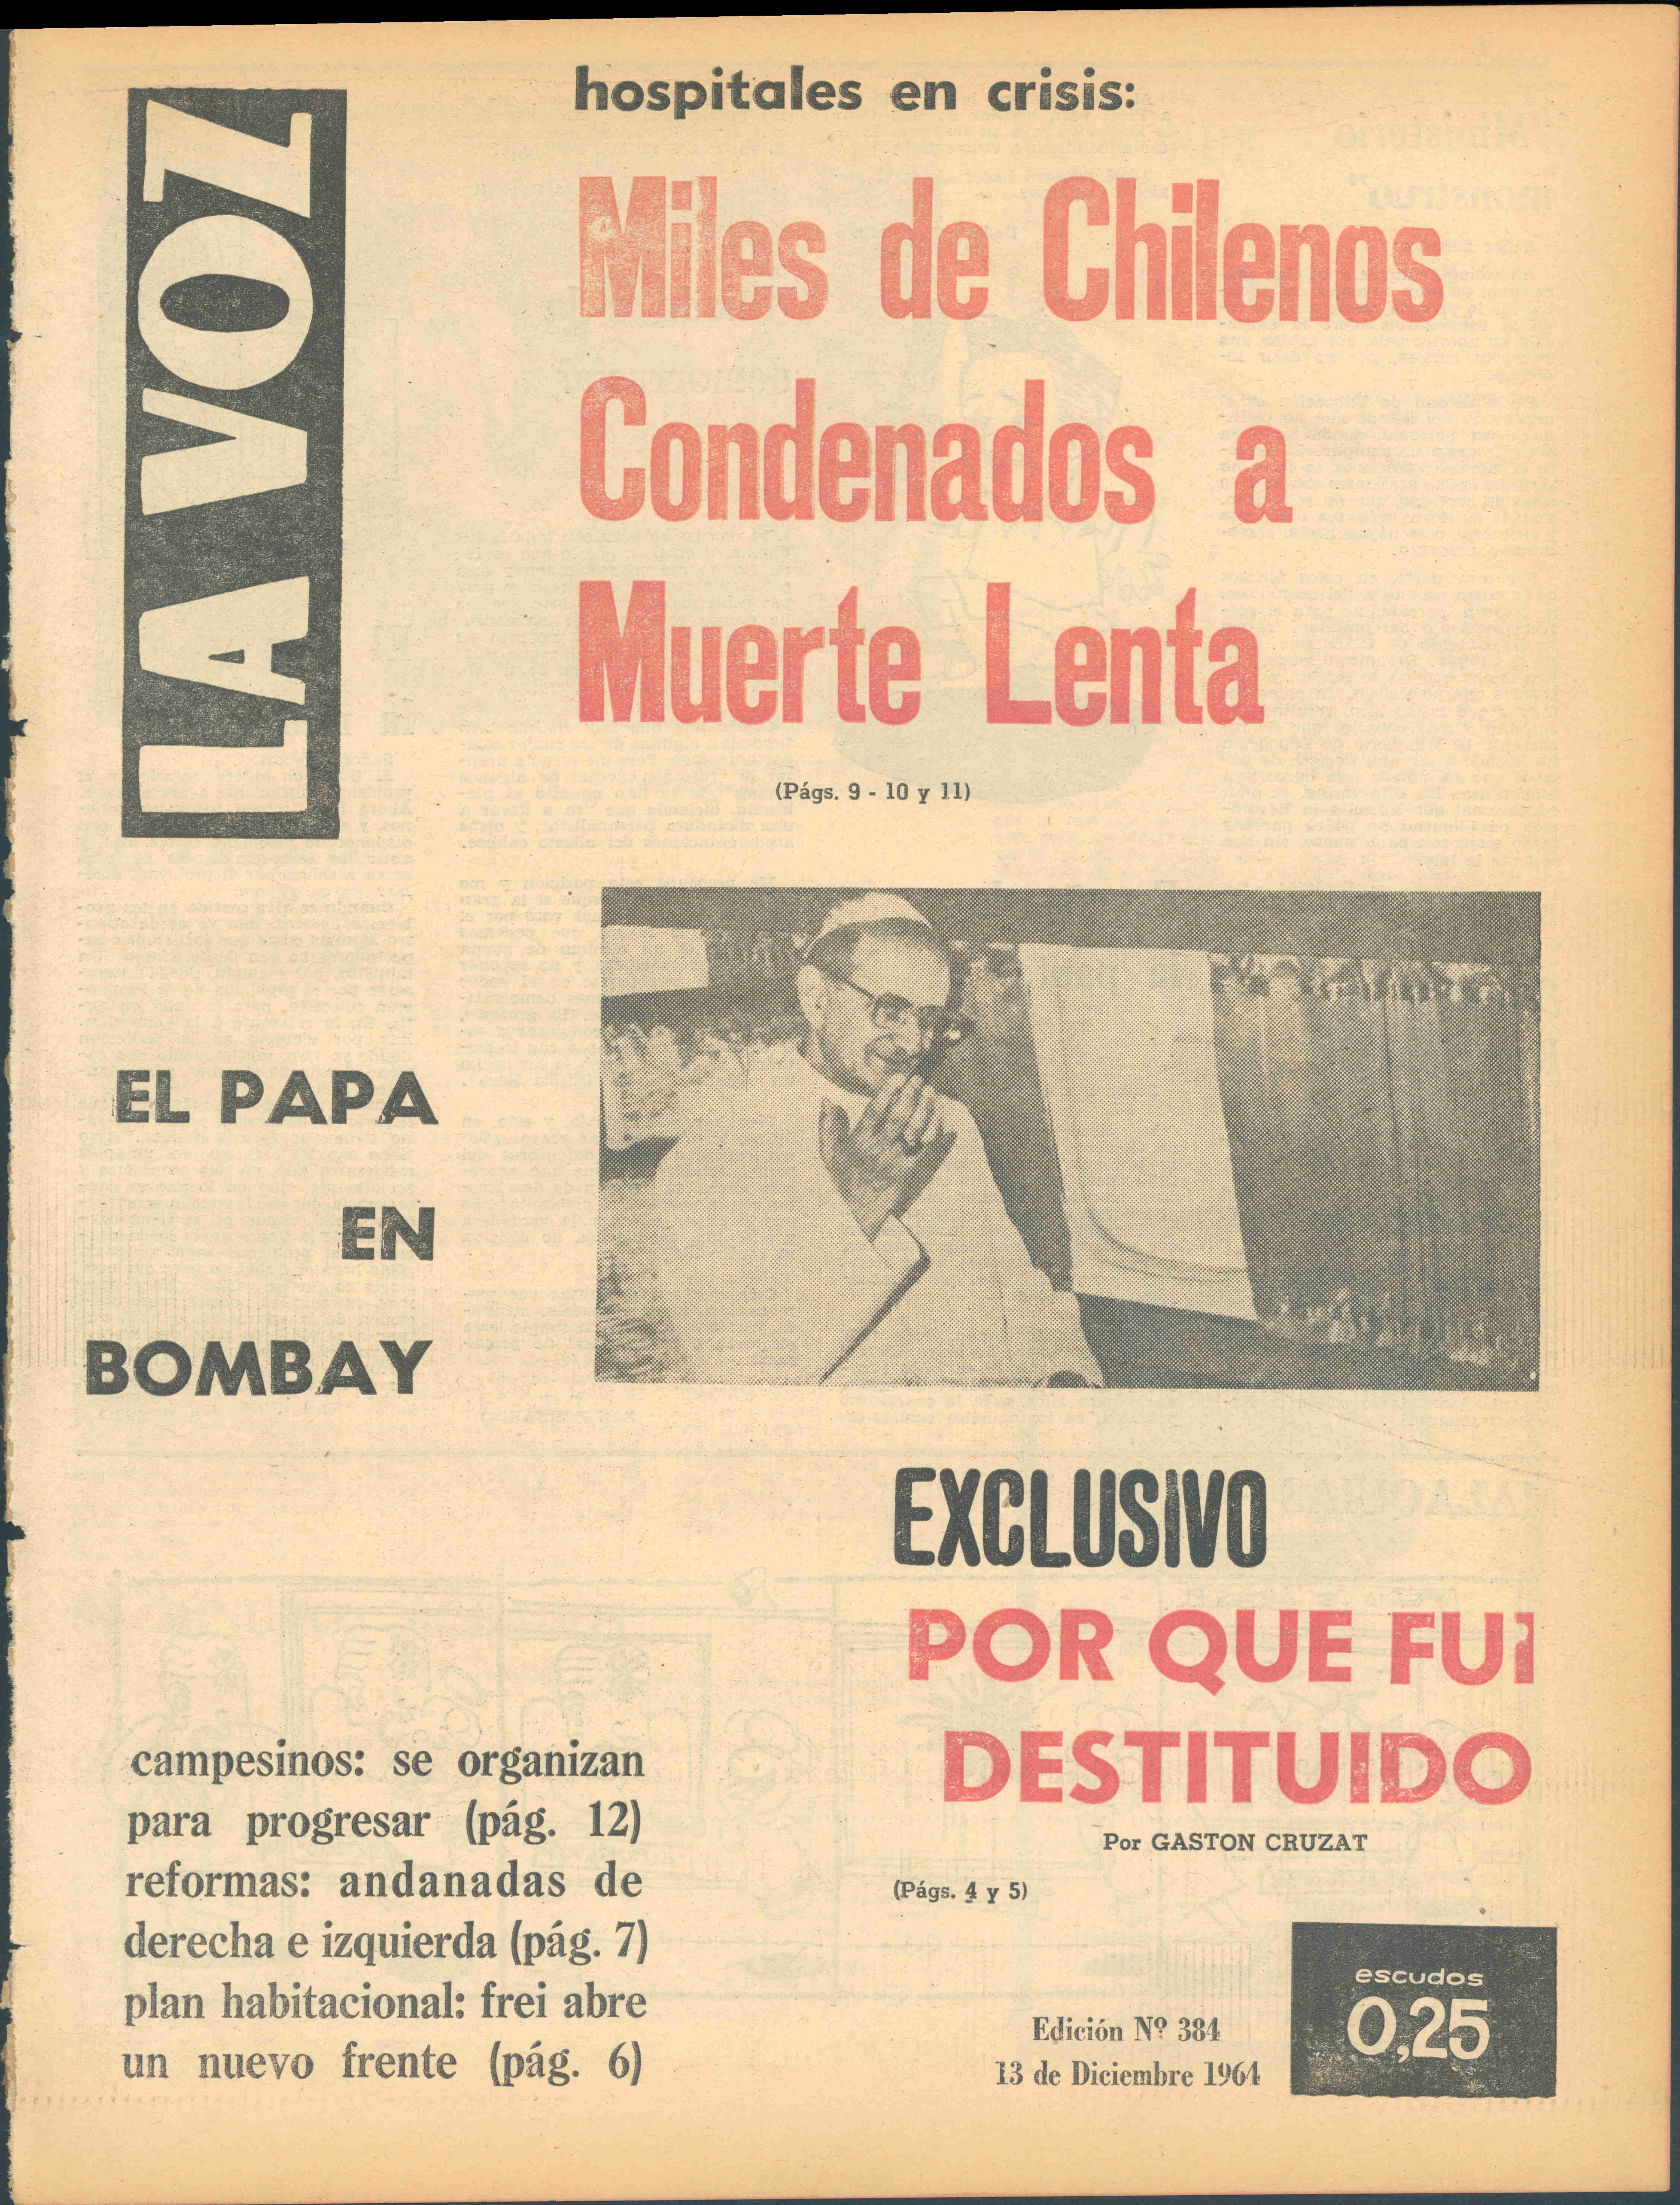 LA VOZ
hospitales en crisis:
Miles de Chilenos
Condenados a
Muerte Lenta
(Págs. 9 - 10 y 11)
EL PAPA
EN
BOMBAY
EXCLUSIVO
POR QUE FUI
DESTITUIDO
Por GASTON CRUZAT
(Págs. 4 y 5)
campesinos: se organizan
para progresar (pág. 12)
reformas: andanadas de
derecha e izquierda (pág. 7)
plan habitacional: frei abre
un nuevo frente (pág. 6)
Edición Nº 384
13 de Diciembre 1964
escudos
0,25